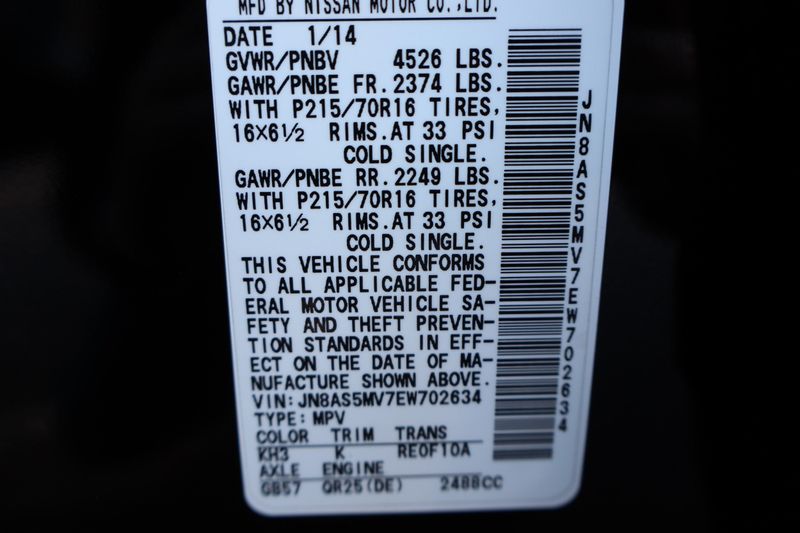 MFD BY NISSAN MOTOR CO.,LTD.
DATE 1/14
GVWR/PNBV 4526 LBS.
GAWR/PNBE FR.2374 LBS.
WITH P215/70R16 TIRES,
16X6½ RIMS.AT 33 PSI
COLD SINGLE.
GAWR/PNBE RR.2249 LBS.
WITH P215/70R16 TIRES,
16X6½ RIMS.AT 33 PSI
COLD SINGLE.
THIS VEHICLE CONFORMS
TO ALL APPLICABLE FED-
ERAL MOTOR VEHICLE SA-
FETY AND THEFT PREVEN-
TION STANDARDS IN EFF-
ECT ON THE DATE OF MA-
NUFACTURE SHOWN ABOVE.
VIN:JN8AS5MV7EW702634
TYPE:MPV
COLOR TRIM TRANS
KH3 K RE0F10A
AXLE ENGINE
GB57 QR25(DE) 2488CC
JN8AS5MV7EW702634